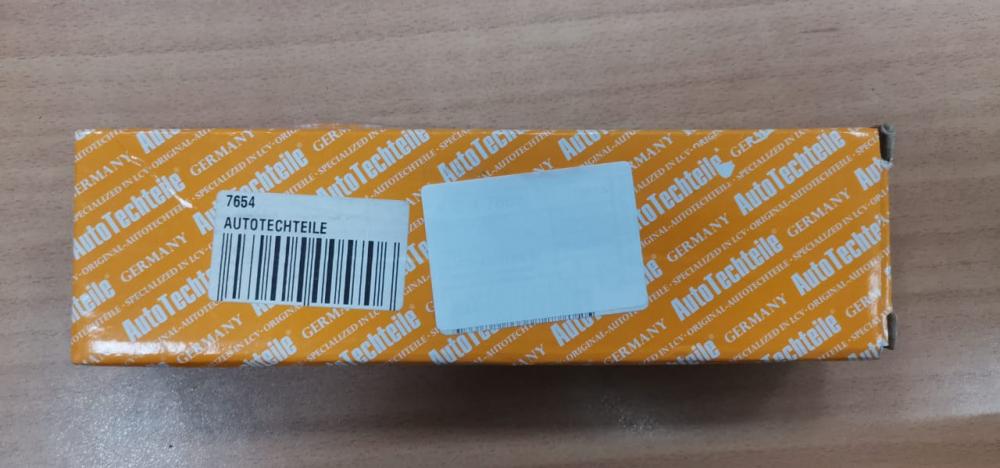 7654
AUTOTECHTEILE
AutoTechteile®
GERMANY
SPECIALIZED IN LCV
ORIGINAL-AUTOTECHTEILE